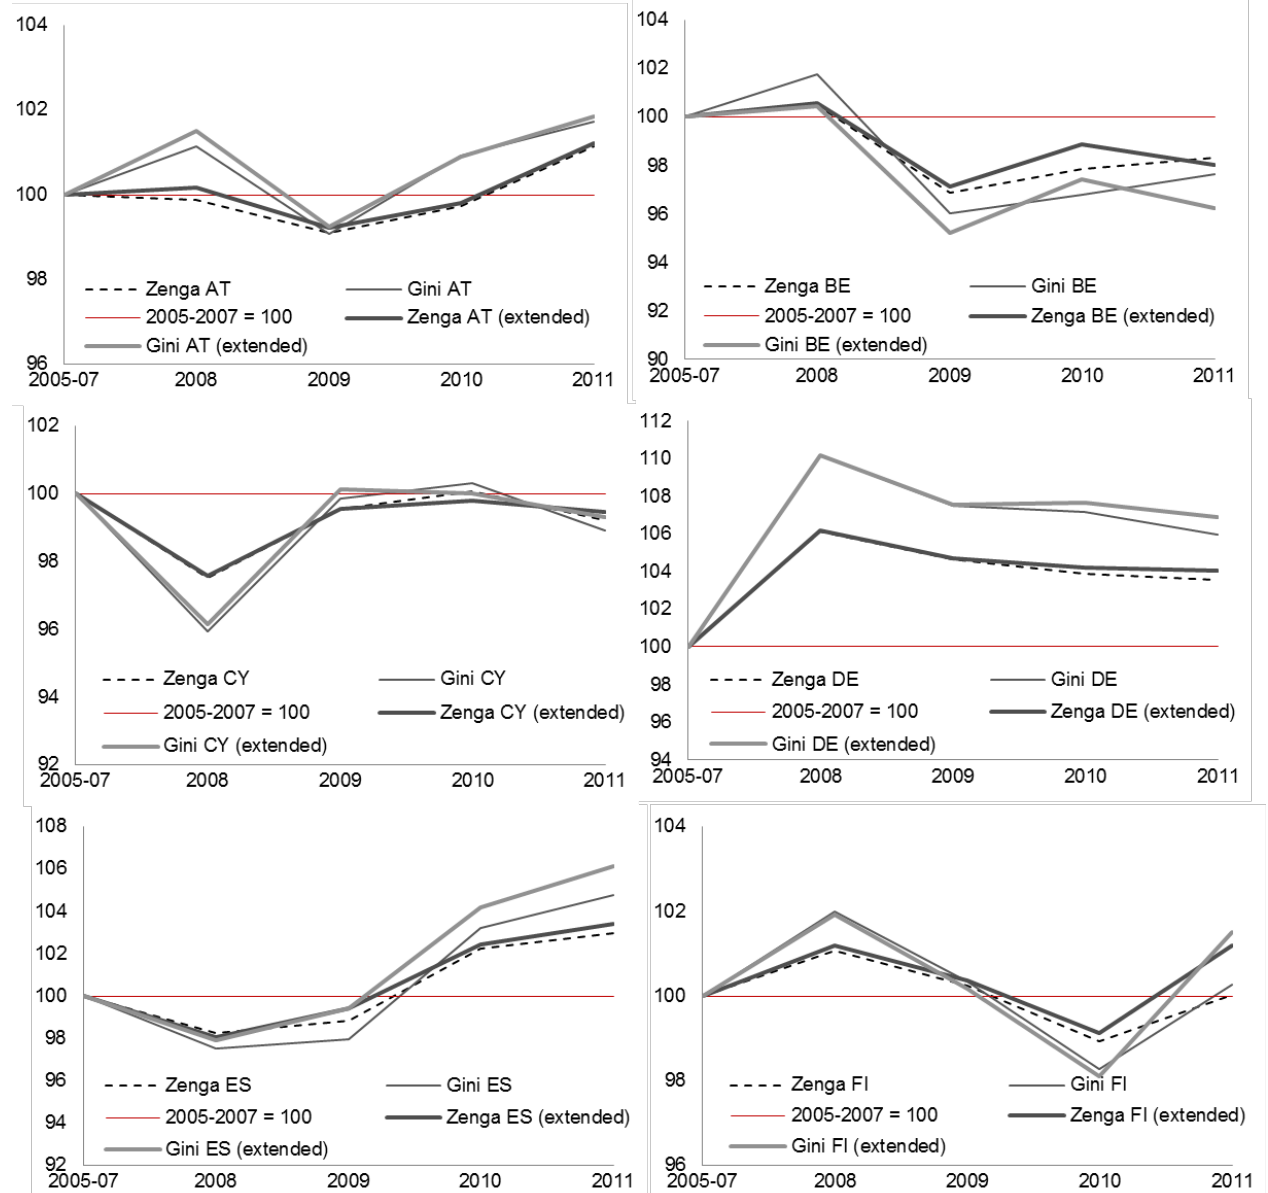 104
102
100
98
96
Zenga AT Gini AT
2005-2007 = 100 Zenga AT (extended)
Gini AT (extended)
2005-07 2008 2009 2010 2011
104
102
100
98
96
94
92
90
Zenga BE Gini BE
2005-2007 = 100 Zenga BE (extended)
Gini BE (extended)
2005-07 2008 2009 2010 2011
102
100
98
96
94
92
Zenga CY Gini CY
2005-2007 = 100 Zenga CY (extended)
Gini CY (extended)
2005-07 2008 2009 2010 2011
112
110
108
106
104
102
100
98
96
94
Zenga DE Gini DE
2005-2007 = 100 Zenga DE (extended)
Gini DE (extended)
2005-07 2008 2009 2010 2011
108
106
104
102
100
98
96
94
92
Zenga ES Gini ES
2005-2007 = 100 Zenga ES (extended)
Gini ES (extended)
2005-07 2008 2009 2010 2011
104
102
100
98
96
Zenga FI Gini FI
2005-2007 = 100 Zenga FI (extended)
Gini FI (extended)
2005-07 2008 2009 2010 2011